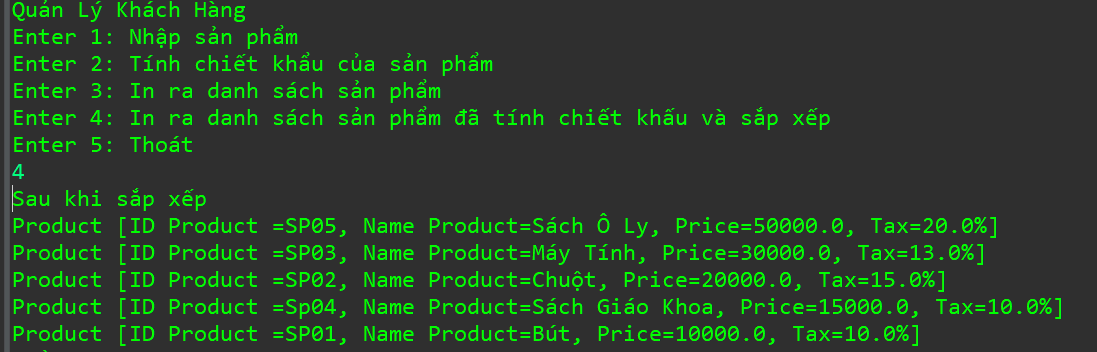 Quản Lý Khách Hàng
Enter 1: Nhập sản phẩm
Enter 2: Tính chiết khẩu của sản phẩm
Enter 3: In ra danh sách sản phẩm
Enter 4: In ra danh sách sản phẩm đã tính chiết khấu và sắp xếp
Enter 5: Thoát
4
Sau khi sắp xếp
Product [ID Product =SP05, Name Product=Sách Ô Ly, Price=50000.0, Tax=20.0%]
Product [ID Product =SP03, Name Product=Máy Tính, Price=30000.0, Tax=13.0%]
Product [ID Product =SP02, Name Product=Chuột, Price=20000.0, Tax=15.0%]
Product [ID Product =Sp04, Name Product=Sách Giáo Khoa, Price=15000.0, Tax=10.0%]
Product [ID Product =SP01, Name Product=Bút, Price=10000.0, Tax=10.0%]